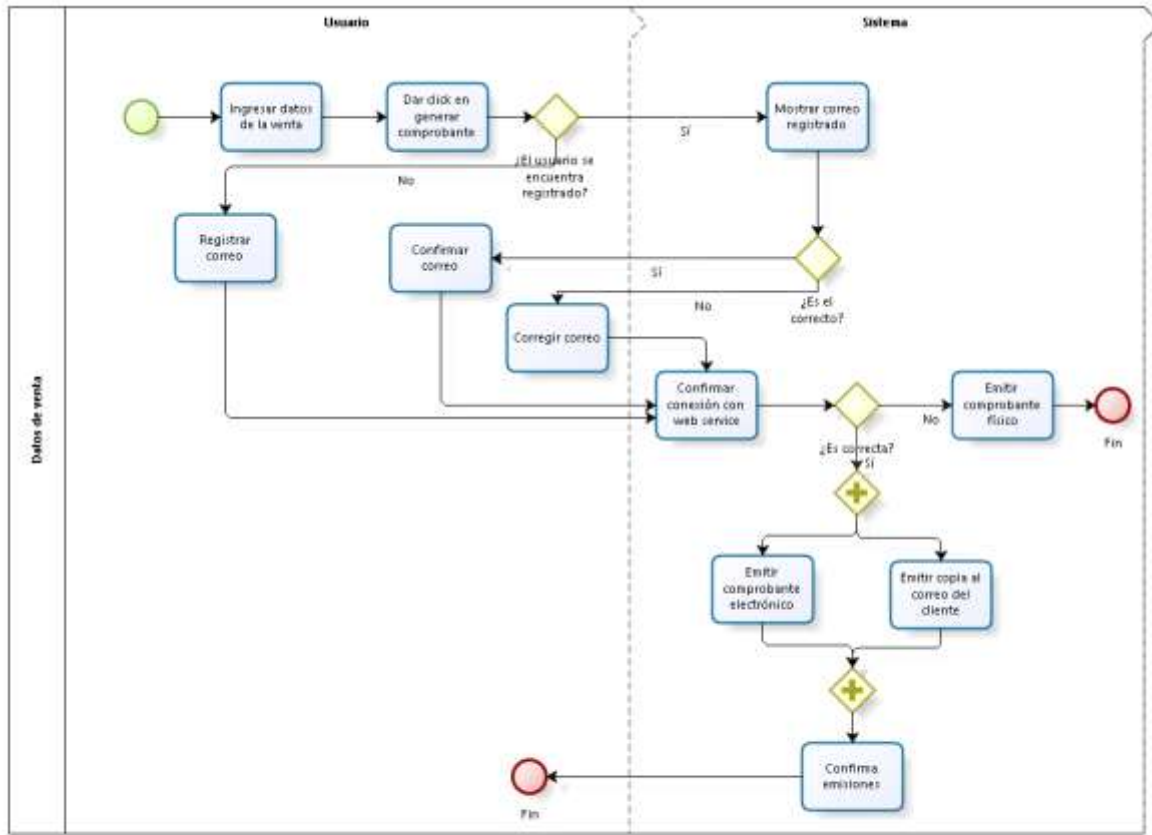 Usuario
Sistema
Datos de venta
Ingresar datos
de la venta
Dar click en
generar
comprobante
Sí
Mostrar correo
registrado
¿El usuario se
encuentra
registrado?
No
Registrar
correo
Confirmar
correo
Sí
No
¿Es el
correcto?
Corregir correo
Confirmar
conexión con
web service
¿Es correcta?
Sí
No
Emitir
comprobante
físico
Fin
Emitir
comprobante
electrónico
Emitir copia al
correo del
cliente
Confirma
emisiones
Fin